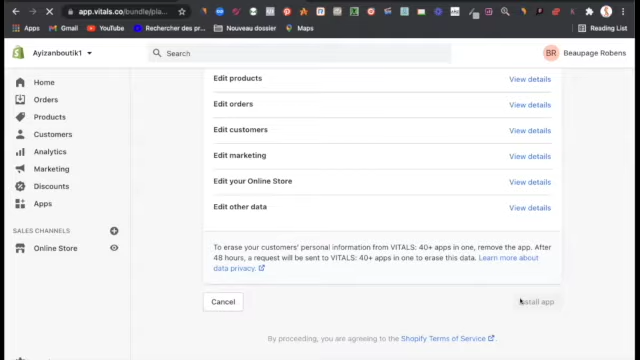 app.vitals.co/bundle/pla...
Gmail
YouTube
Rechercher des pro...
Nouveau dossier
Maps
Reading List
Ayizanboutik1
Search
BR
Beaupage Robens
Home
Orders
Products
Customers
Analytics
Marketing
Discounts
Apps
SALES CHANNELS
Online Store
Edit products View details
Edit orders View details
Edit customers View details
Edit marketing View details
Edit your Online Store View details
Edit other data View details
To erase your customers' personal information from VITALS: 40+ apps in one, remove the app. After
48 hours, a request will be sent to VITALS: 40+ apps in one to erase this data. Learn more about
data privacy.
Cancel
Install app
By proceeding, you are agreeing to the Shopify Terms of Service.